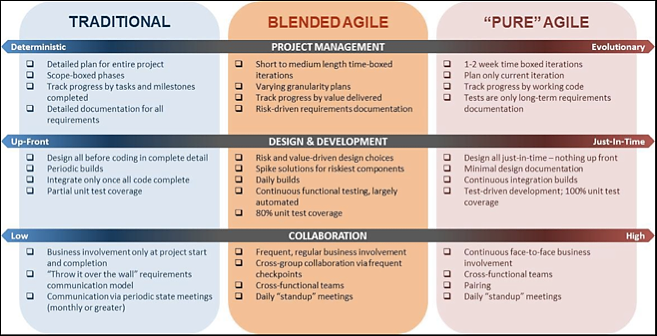 TRADITIONAL
BLENDED AGILE
“PURE” AGILE
Deterministic
PROJECT MANAGEMENT
Evolutionary
Detailed plan for entire project
Scope-boxed phases
Track progress by tasks and milestones
completed
Detailed documentation for all
requirements
Short to medium length time-boxed
iterations
Varying granularity plans
Track progress by value delivered
Risk-driven requirements documentation
1-2 week time boxed iterations
Plan only current iteration
Track progress by working code
Tests are only long-term requirements
documentation
Up-Front
DESIGN & DEVELOPMENT
Just-In-Time
Design all before coding in complete detail
Periodic builds
Integrate only once all code complete
Partial unit test coverage
Risk and value-driven design choices
Spike solutions for riskiest components
Daily builds
Continuous functional testing, largely
automated
80% unit test coverage
Design all just-in-time – nothing up front
Minimal design documentation
Continuous integration builds
Test-driven development; 100% unit test
coverage
Low
COLLABORATION
High
Business involvement only at project start
and completion
“Throw it over the wall” requirements
communication model
Communication via periodic state meetings
(monthly or greater)
Frequent, regular business involvement
Cross-group collaboration via frequent
checkpoints
Cross-functional teams
Daily “standup” meetings
Continuous face-to-face business
involvement
Cross-functional teams
Pairing
Daily “standup” meetings